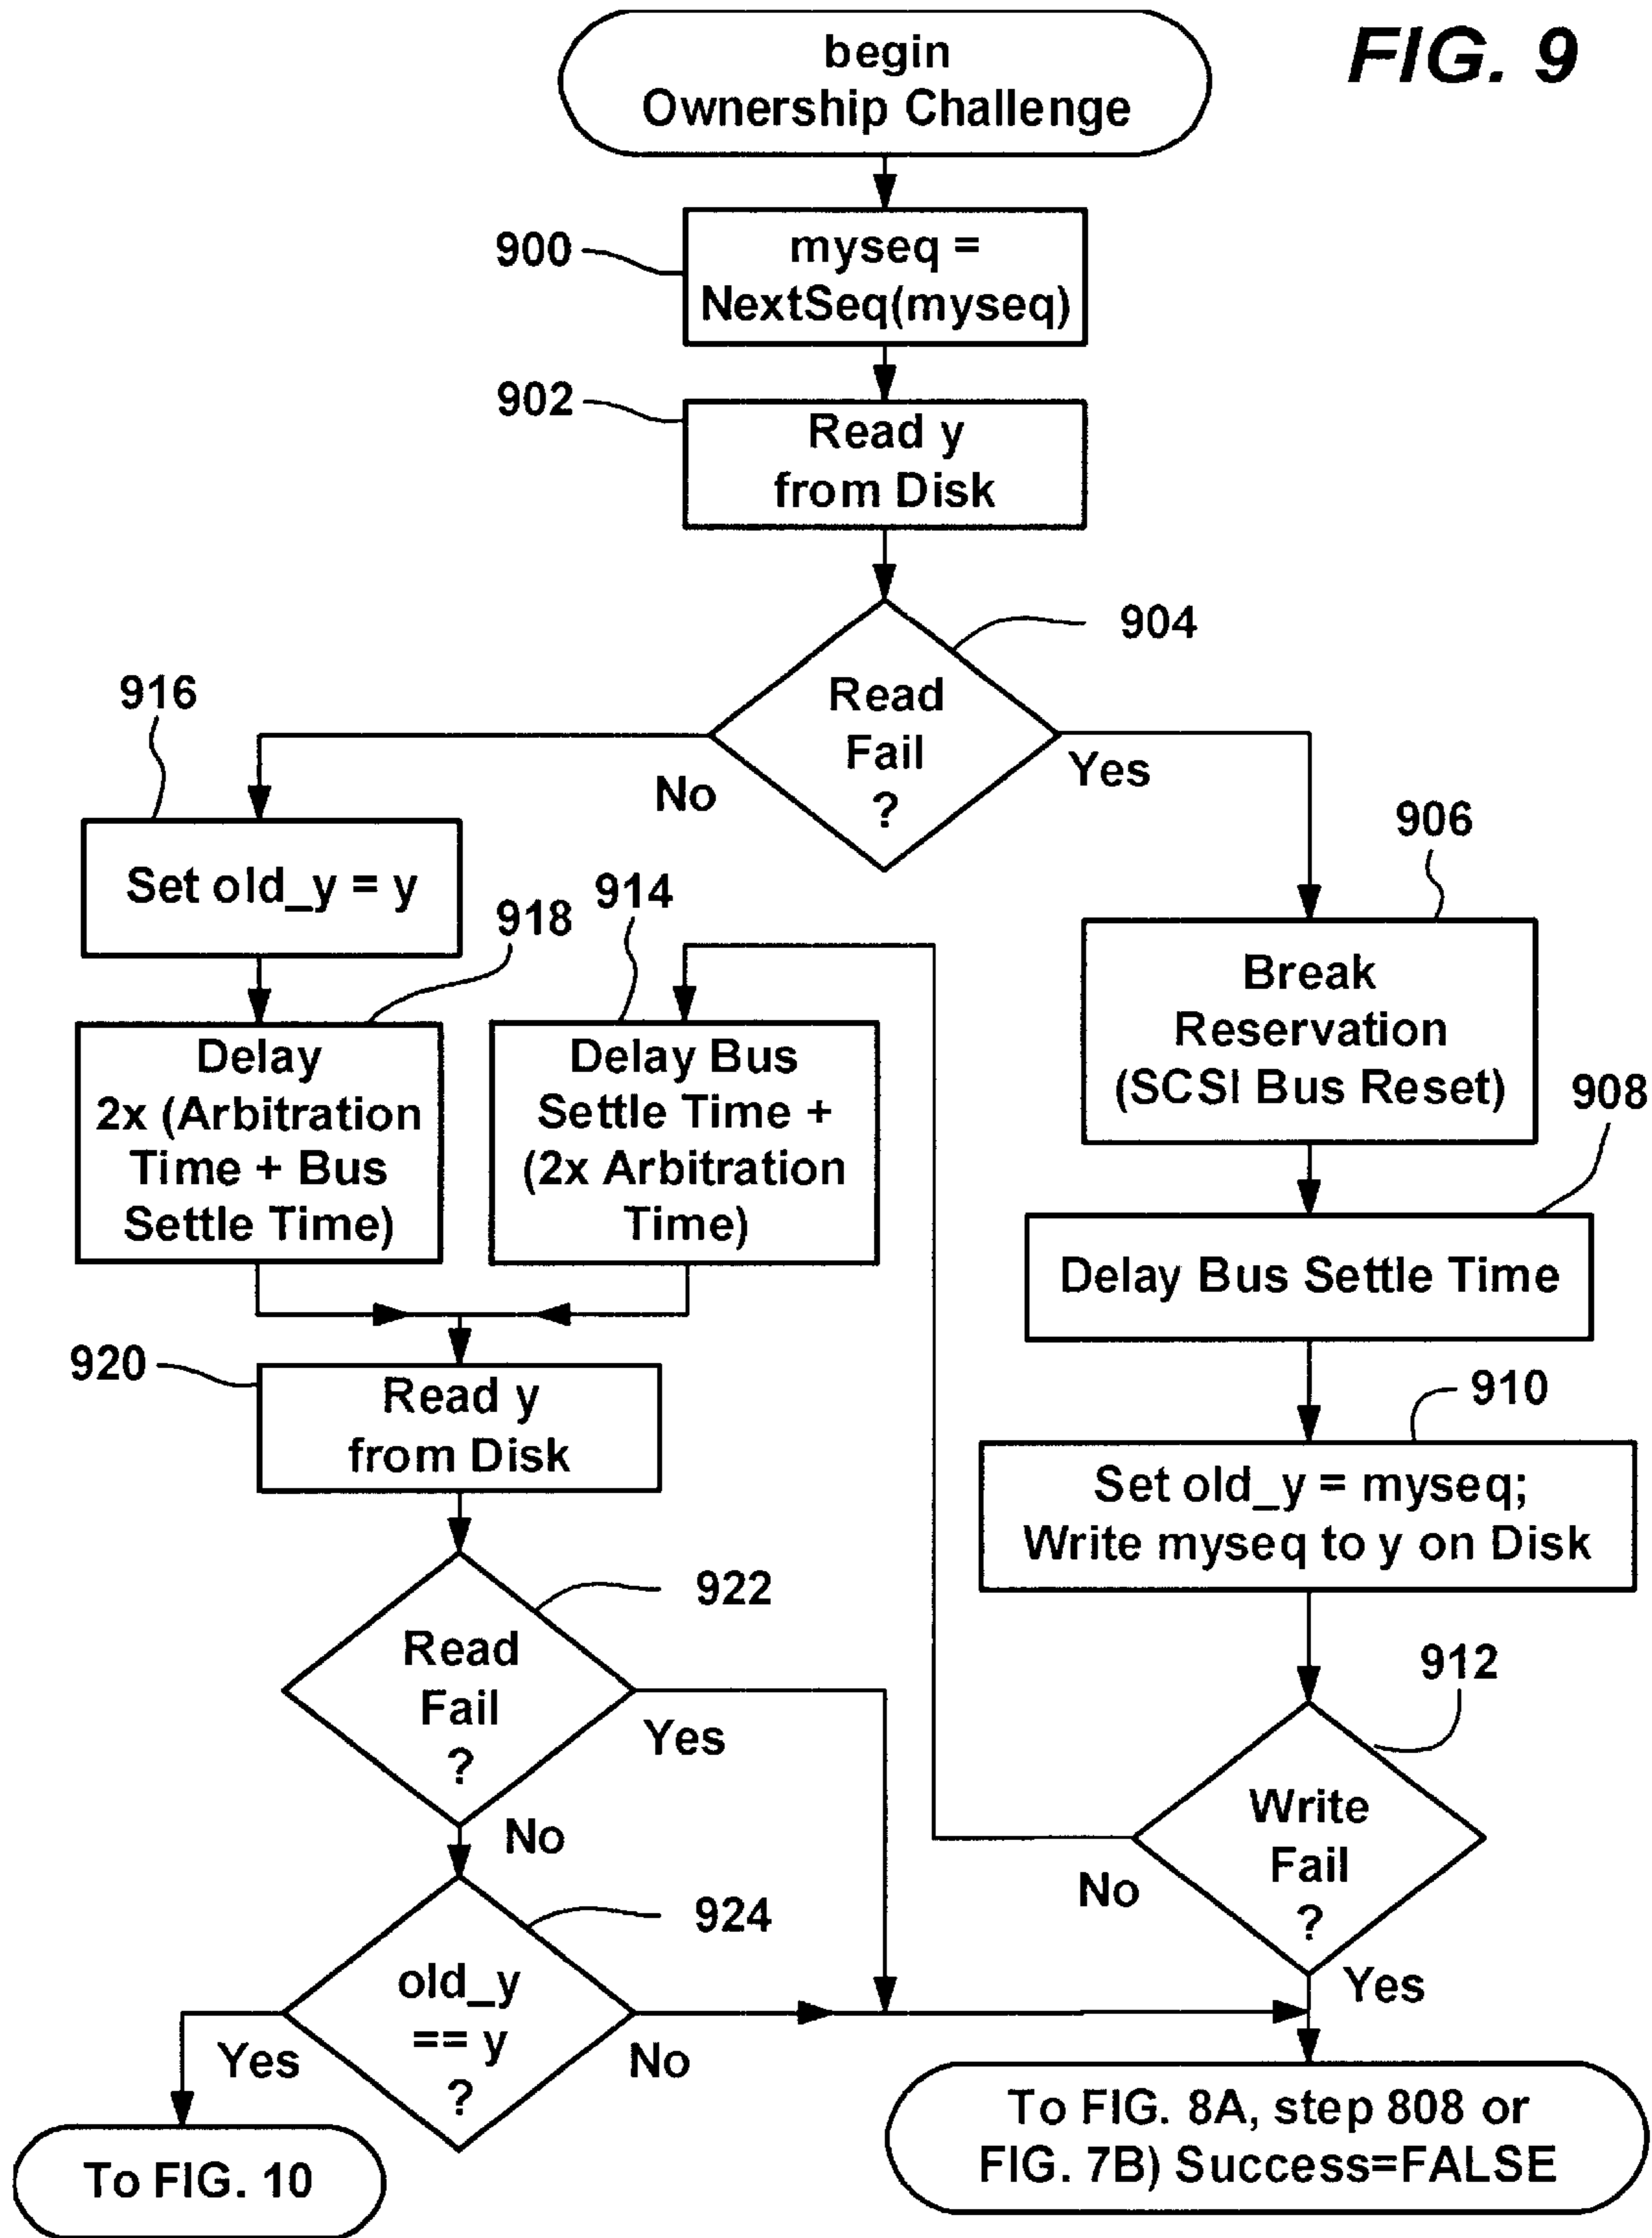 FIG. 9
begin
Ownership Challenge
900
myseq =
NextSeq(myseq)
902
Read y
from Disk
904
Read
Fail
?
No
Yes
916
Set old_y = y
906
Break
Reservation
(SCSI Bus Reset)
918
Delay
2x (Arbitration
Time + Bus
Settle Time)
914
Delay Bus
Settle Time +
(2x Arbitration
Time)
908
Delay Bus Settle Time
920
Read y
from Disk
910
Set old_y = myseq;
Write myseq to y on Disk
922
Read
Fail
?
Yes
No
912
Write
Fail
?
No
Yes
924
old_y
== y
?
Yes
No
To FIG. 10
To FIG. 8A, step 808 or
FIG. 7B) Success=FALSE